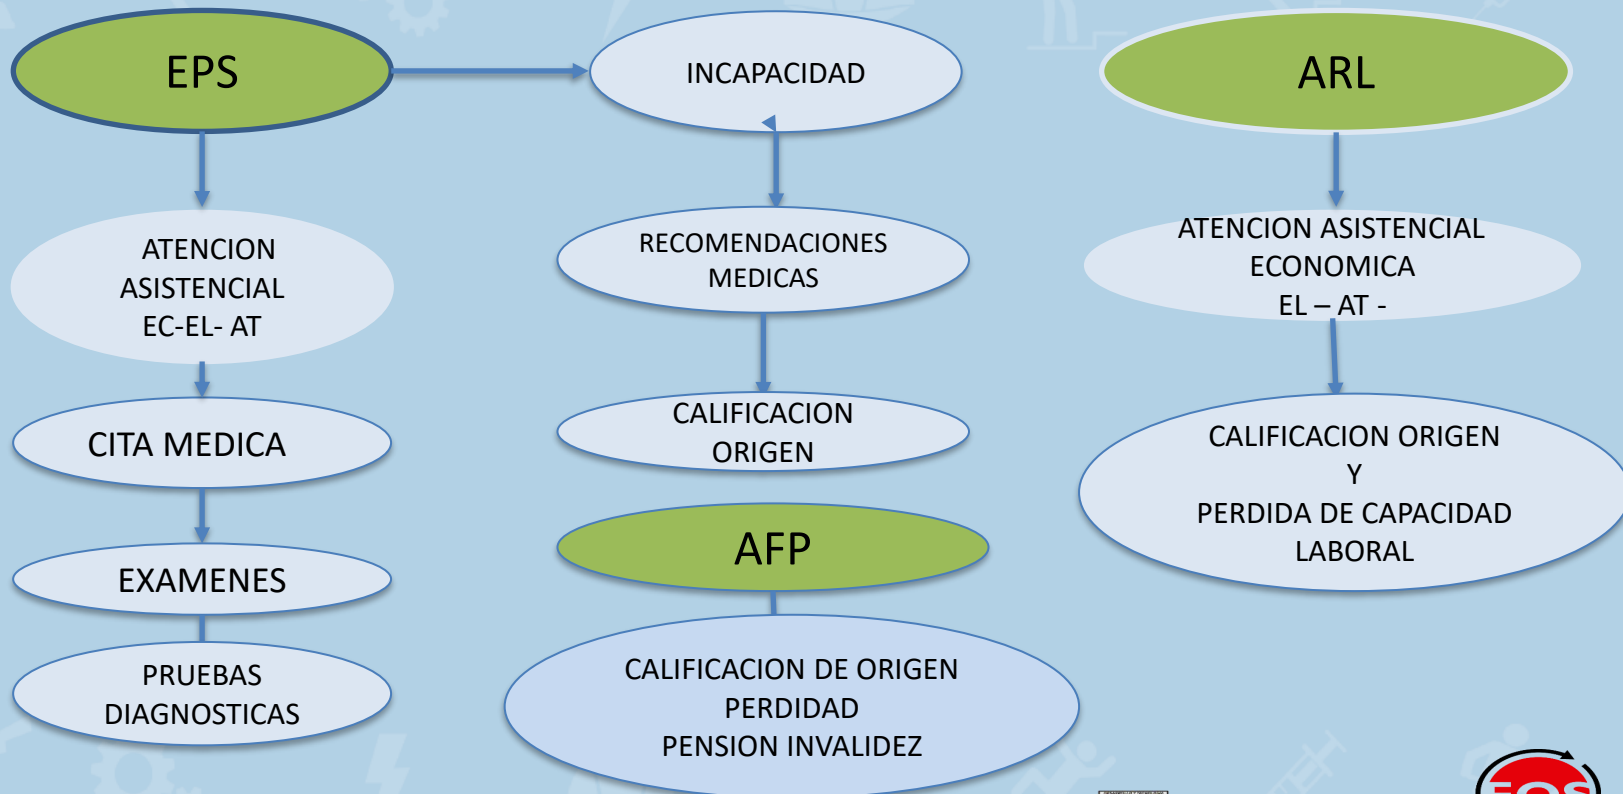 EPS
ATENCION
ASISTENCIAL
EC-EL- AT
CITA MEDICA
EXAMENES
PRUEBAS
DIAGNOSTICAS
INCAPACIDAD
RECOMENDACIONES
MEDICAS
CALIFICACION
ORIGEN
AFP
CALIFICACION DE ORIGEN
PERDIDAD
PENSION INVALIDEZ
ARL
ATENCION ASISTENCIAL
ECONOMICA
EL – AT -
CALIFICACION ORIGEN
Y
PERDIDA DE CAPACIDAD
LABORAL